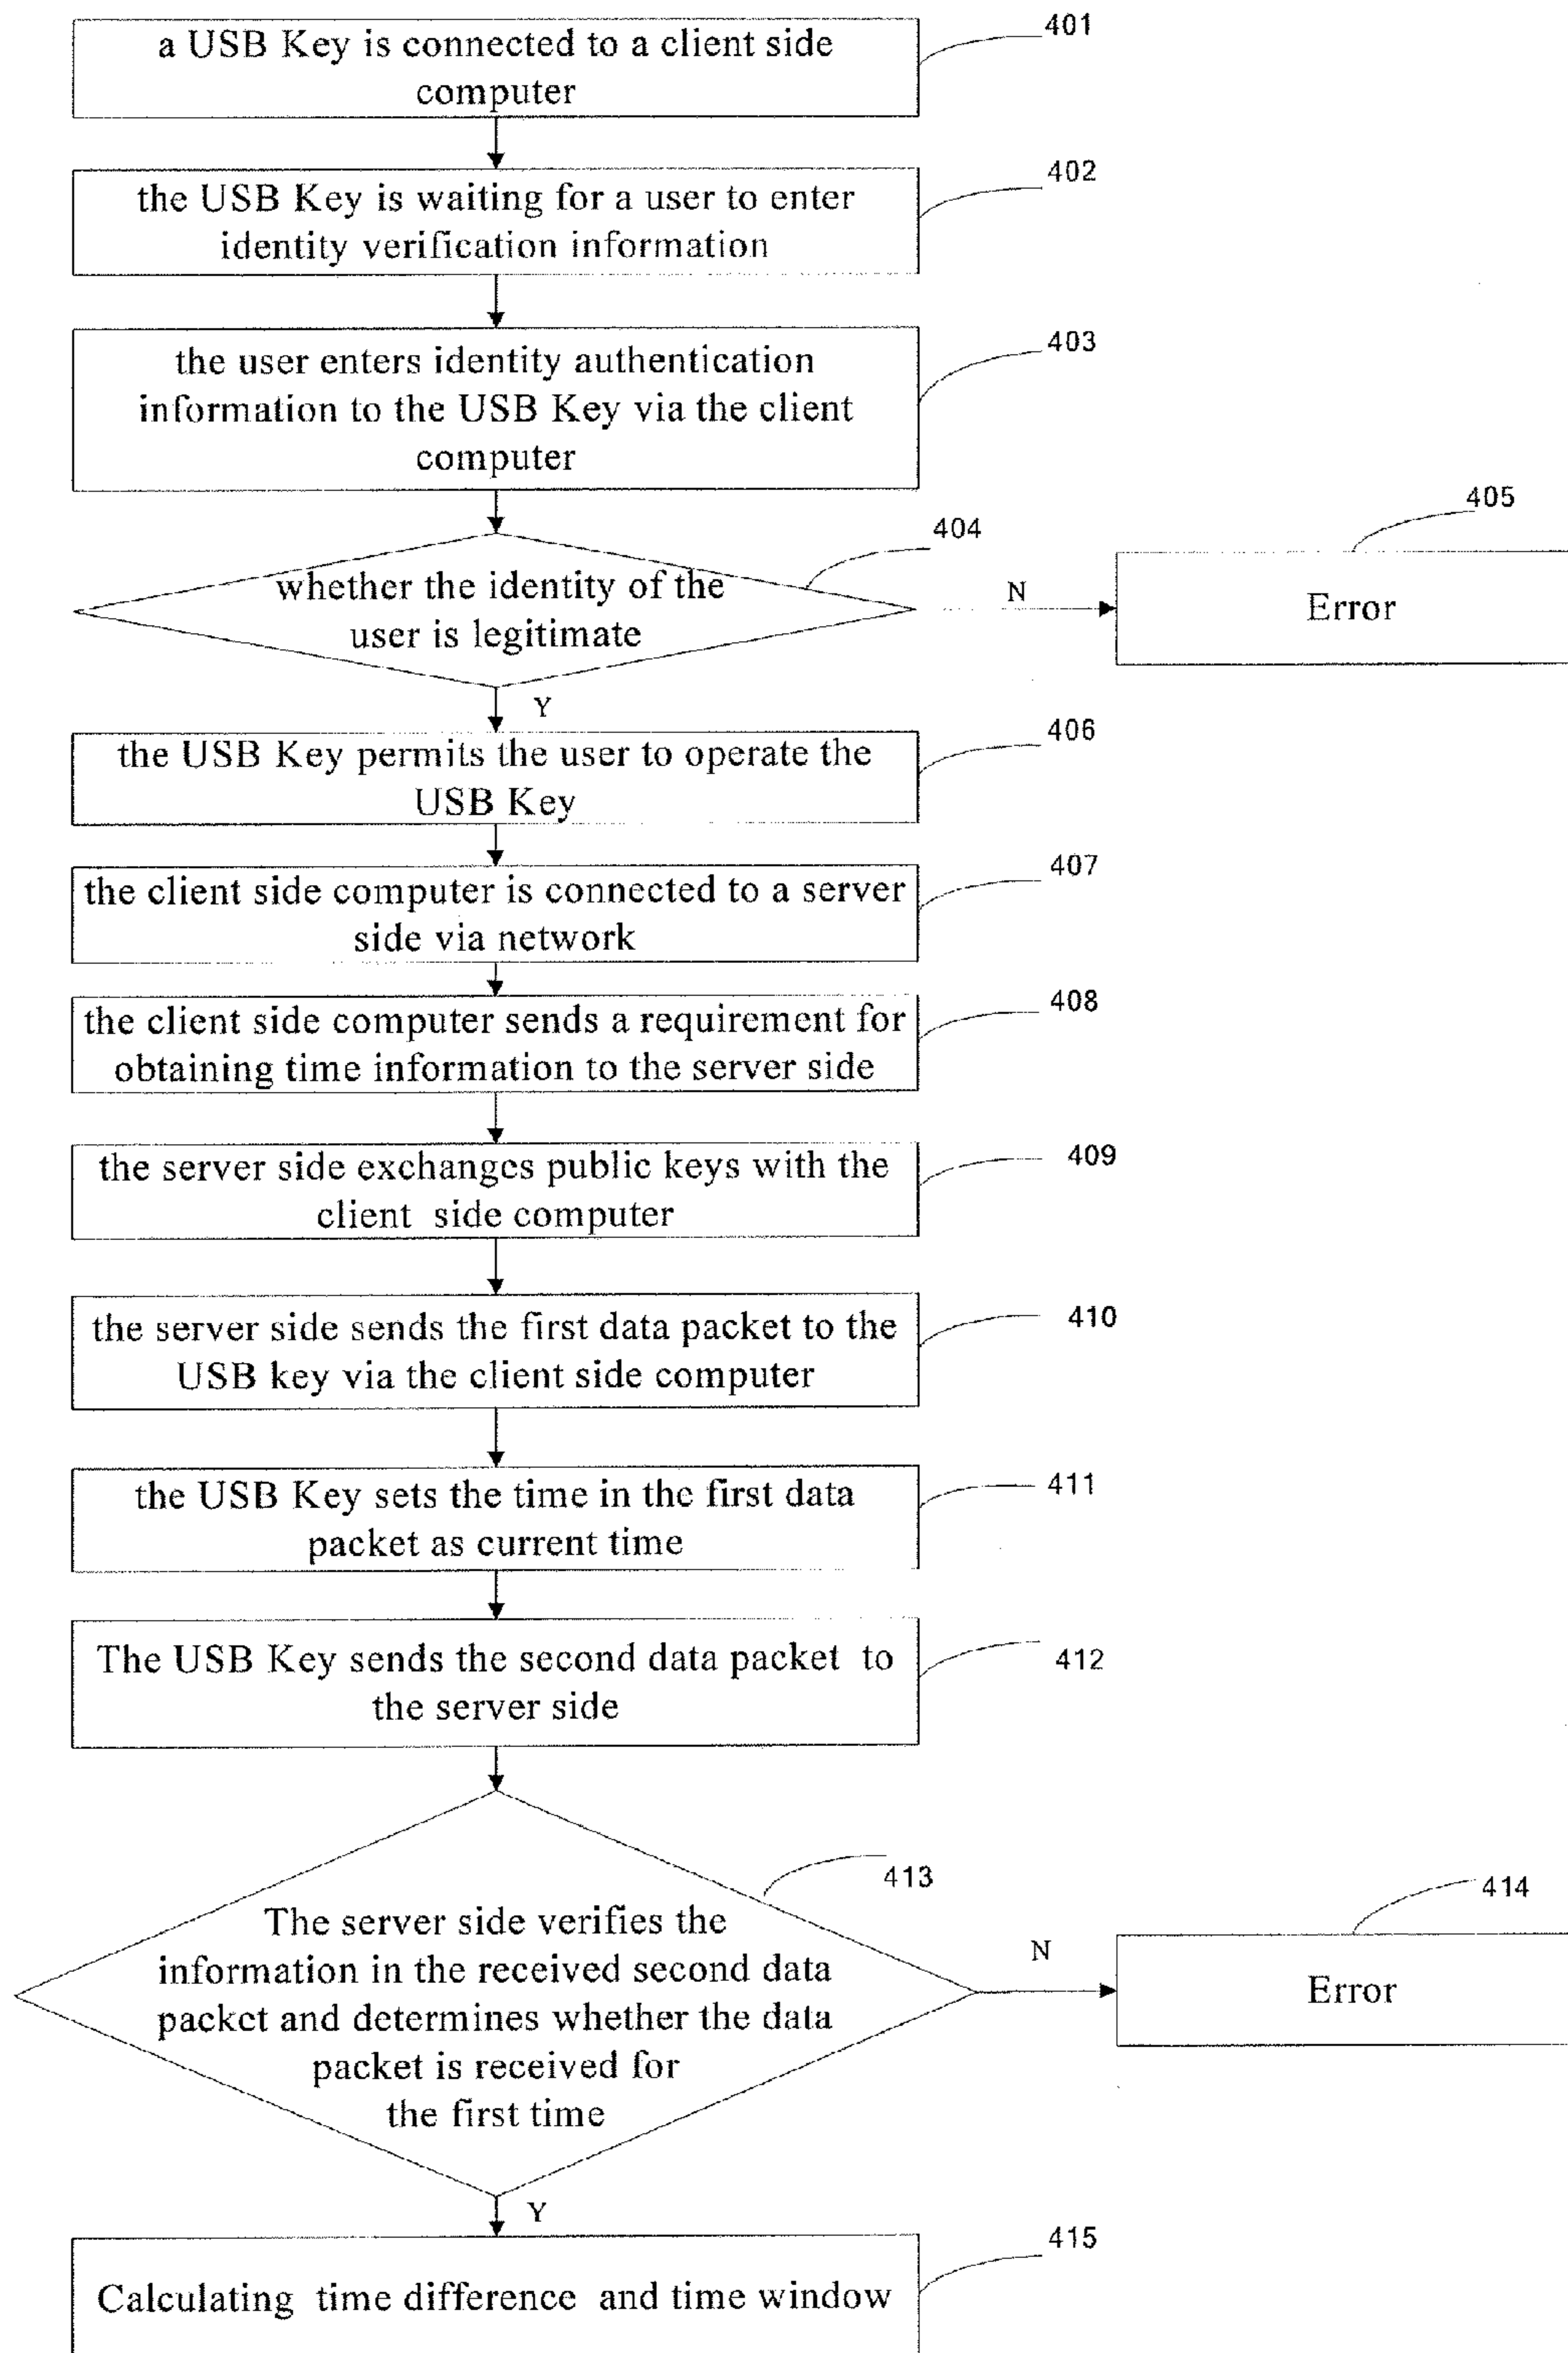 a USB Key is connected to a client side
computer
401
the USB Key is waiting for a user to enter
identity verification information
402
the user enters identity authentication
information to the USB Key via the client
computer
403
whether the identity of the
user is legitimate
404
N
Error
405
Y
the USB Key permits the user to operate the
USB Key
406
the client side computer is connected to a server
side via network
407
the client side computer sends a requirement for
obtaining time information to the server side
408
the server side exchanges public keys with the
client side computer
409
the server side sends the first data packet to the
USB key via the client side computer
410
the USB Key sets the time in the first data
packet as current time
411
The USB Key sends the second data packet to
the server side
412
The server side verifies the
information in the received second data
packet and determines whether the data
packet is received for
the first time
413
N
Error
414
Y
Calculating time difference and time window
415